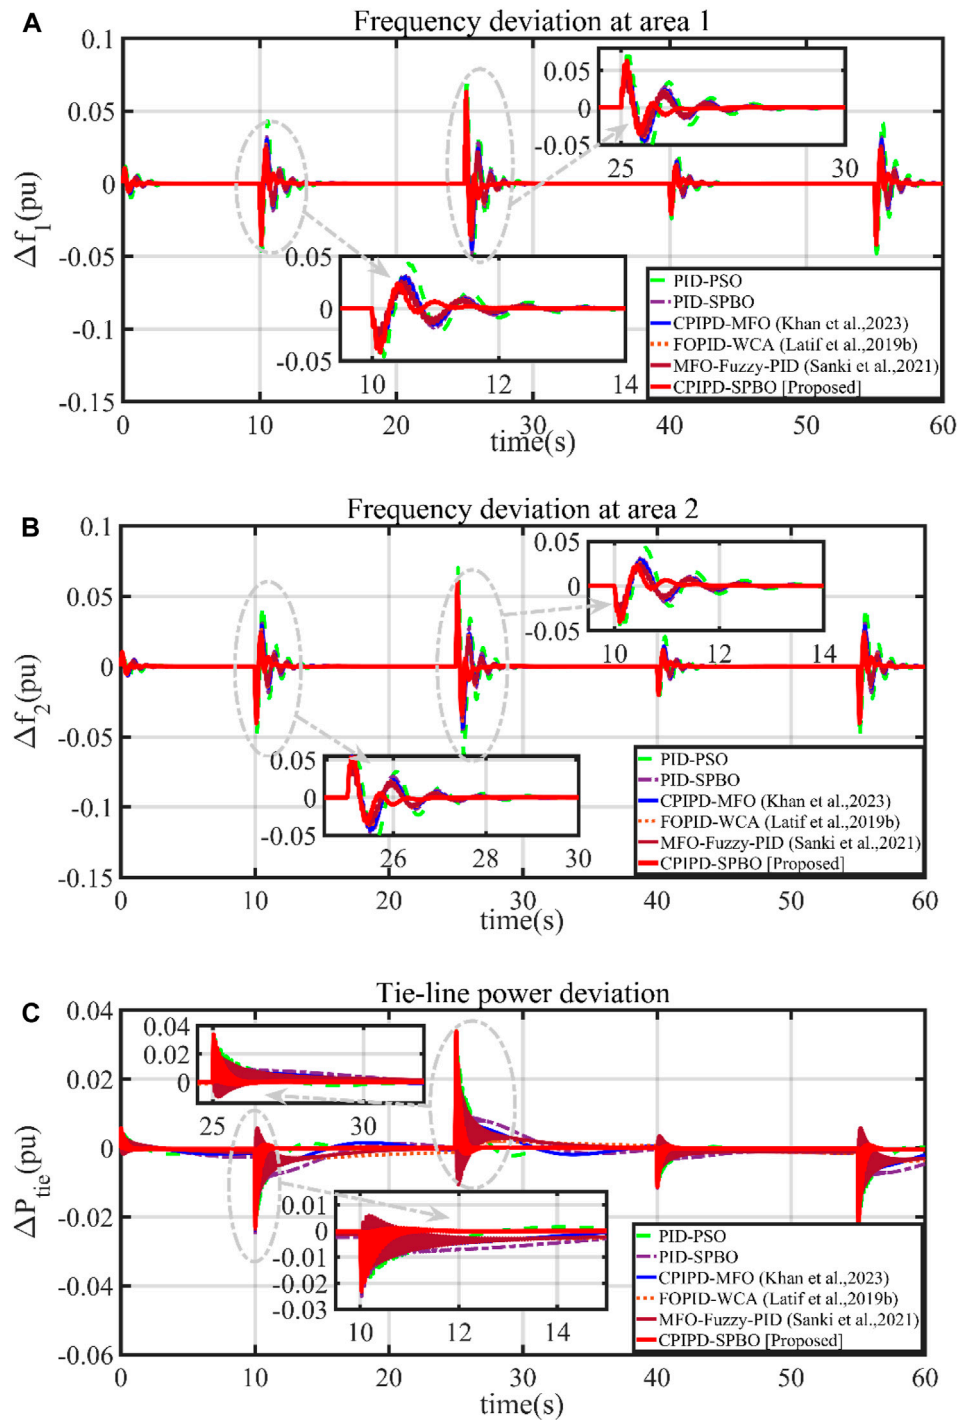 A
Frequency deviation at area 1
0.1
0.05
0
-0.05
-0.1
-0.15
Δf1(pu)
0.05
0
-0.05
25
30
0.05
0
-0.05
10
12
14
PID-PSO
PID-SPBO
CPIPD-MFO (Khan ct al.,2023)
FOPID-WCA (Latif et al.,2019b)
MFO-Fuzzy-PID (Sanki et al.,2021)
CPIPD-SPBO [Proposed]
0
10
20
30
40
50
60
time(s)
B
Frequency deviation at area 2
0.1
0.05
0
-0.05
-0.1
-0.15
Δf2(pu)
0.05
0
-0.05
10
12
14
0.05
0
-0.05
26
28
30
PID-PSO
PID-SPBO
CPIPD-MFO (Khan et al.,2023)
FOPID-WCA (Latif et al.,2019b)
MFO-Fuzzy-PID (Sanki et al.,2021)
CPIPD-SPBO [Proposed]
0
10
20
30
40
50
60
time(s)
C
Tie-line power deviation
0.04
0.02
0
-0.02
-0.04
-0.06
ΔPtie(pu)
0.04
0.02
0
25
30
0.01
0
-0.01
-0.02
-0.03
10
12
14
PID-PSO
PID-SPBO
CPIPD-MFO (Khan et al.,2023)
FOPID-WCA (Latif et al.,2019b)
MFO-Fuzzy-PID (Sanki et al.,2021)
CPIPD-SPBO [Proposed]
0
10
20
30
40
50
60
time(s)